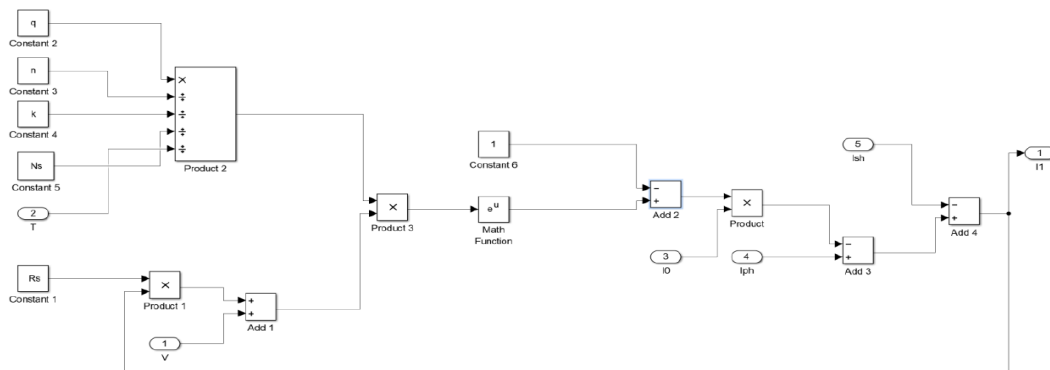 q
Constant 2
n
Constant 3
k
Constant 4
Ns
Constant 5
2
T
×
÷
÷
÷
÷
Product 2
Rs
Constant 1
×
Product 1
1
V
+
+
Add 1
×
Product 3
1
Constant 6
eᵘ
Math
Function
−
+
Add 2
×
Product
3
I0
4
Iph
−
+
Add 3
5
Ish
−
+
Add 4
1
I1